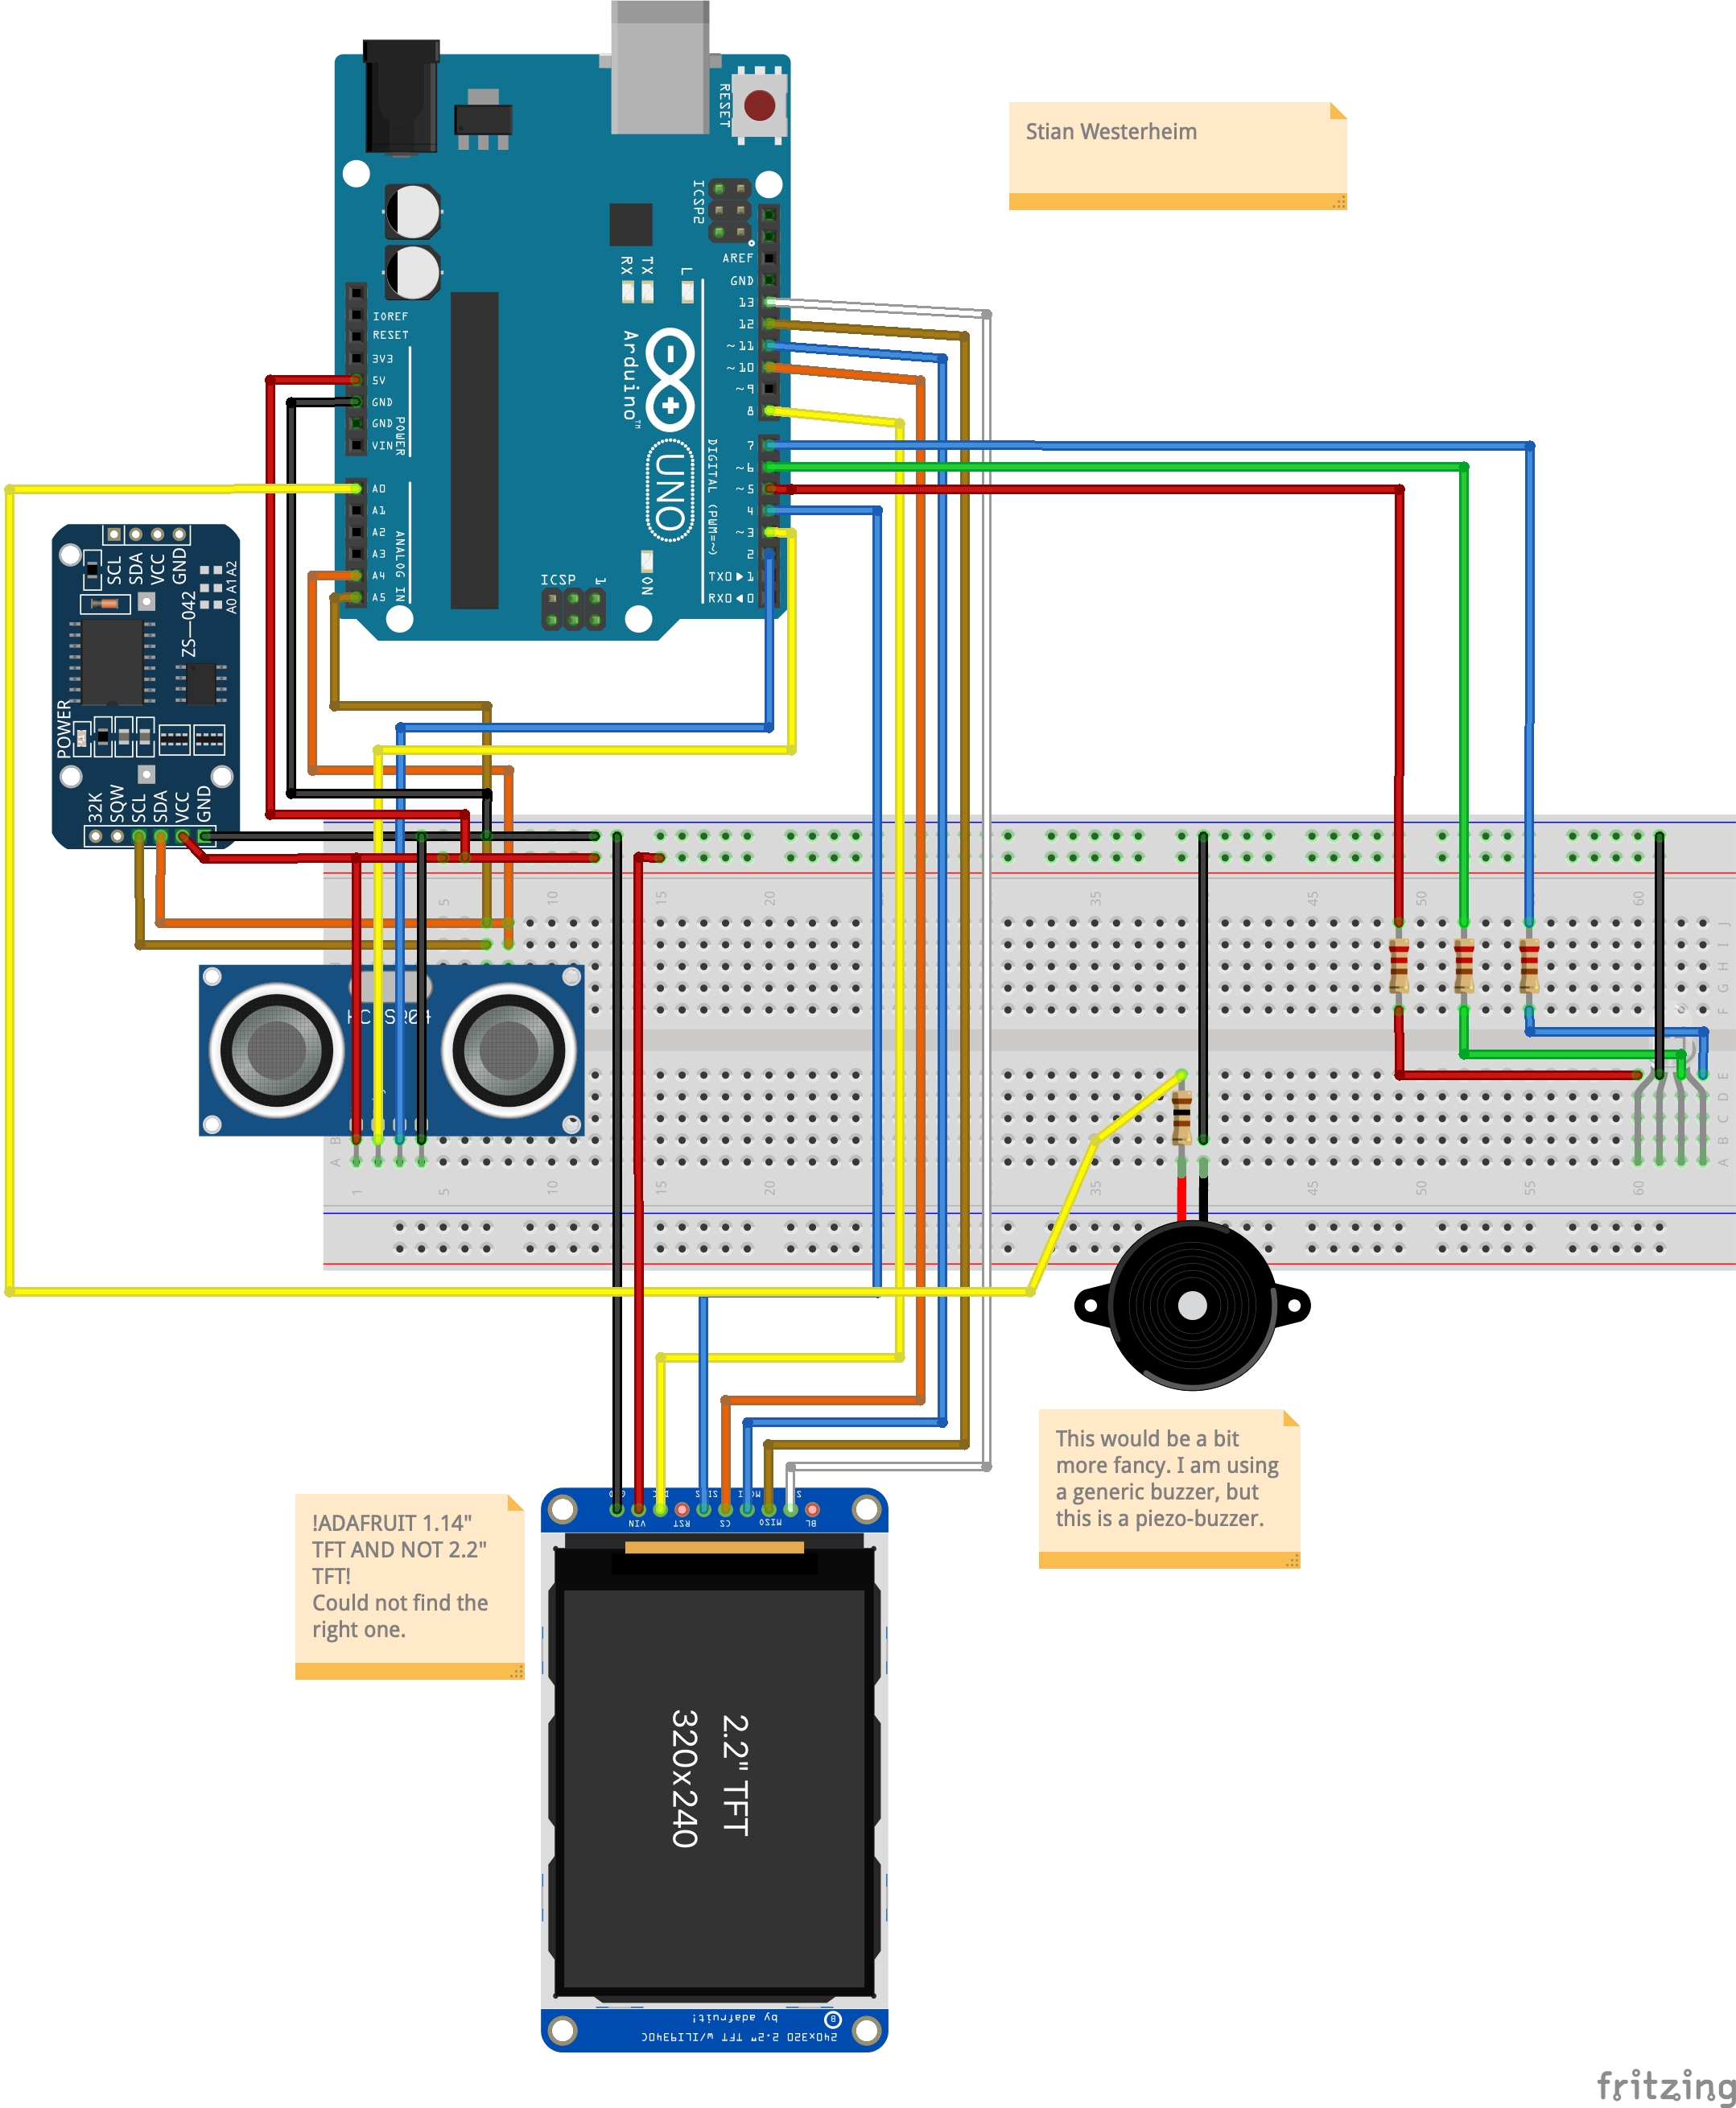 Stian Westerheim
RESET
ICSP2
AREF
GND
RX
TX
L
13
12
~11
~10
~9
8
IOREF
RESET
3V3
5V
GND
GND
VIN
POWER
Arduino™
UNO
DIGITAL (PWM=~)
7
~6
~5
4
~3
2
TX0▶1
RX0◀0
A0
A1
A2
A3
A4
A5
ANALOG IN
ICSP
1
ON
SCL
SDA
VCC
GND
A0 A1 A2
ZS-042
POWER
32K
SQW
SCL
SDA
VCC
GND
5
10
15
20
35
45
50
60
J
I
H
G
F
E
D
C
B
A
B
A
1
5
10
15
20
35
45
50
55
60
This would be a bit
more fancy. I am using
a generic buzzer, but
this is a piezo-buzzer.
!ADAFRUIT 1.14"
TFT AND NOT 2.2"
TFT!
Could not find the
right one.
VIN
RST
CS
MISO
BL
2.2" TFT
320x240
by adafruit!
240x320 2.2" TFT w/ILI9340C
fritzing